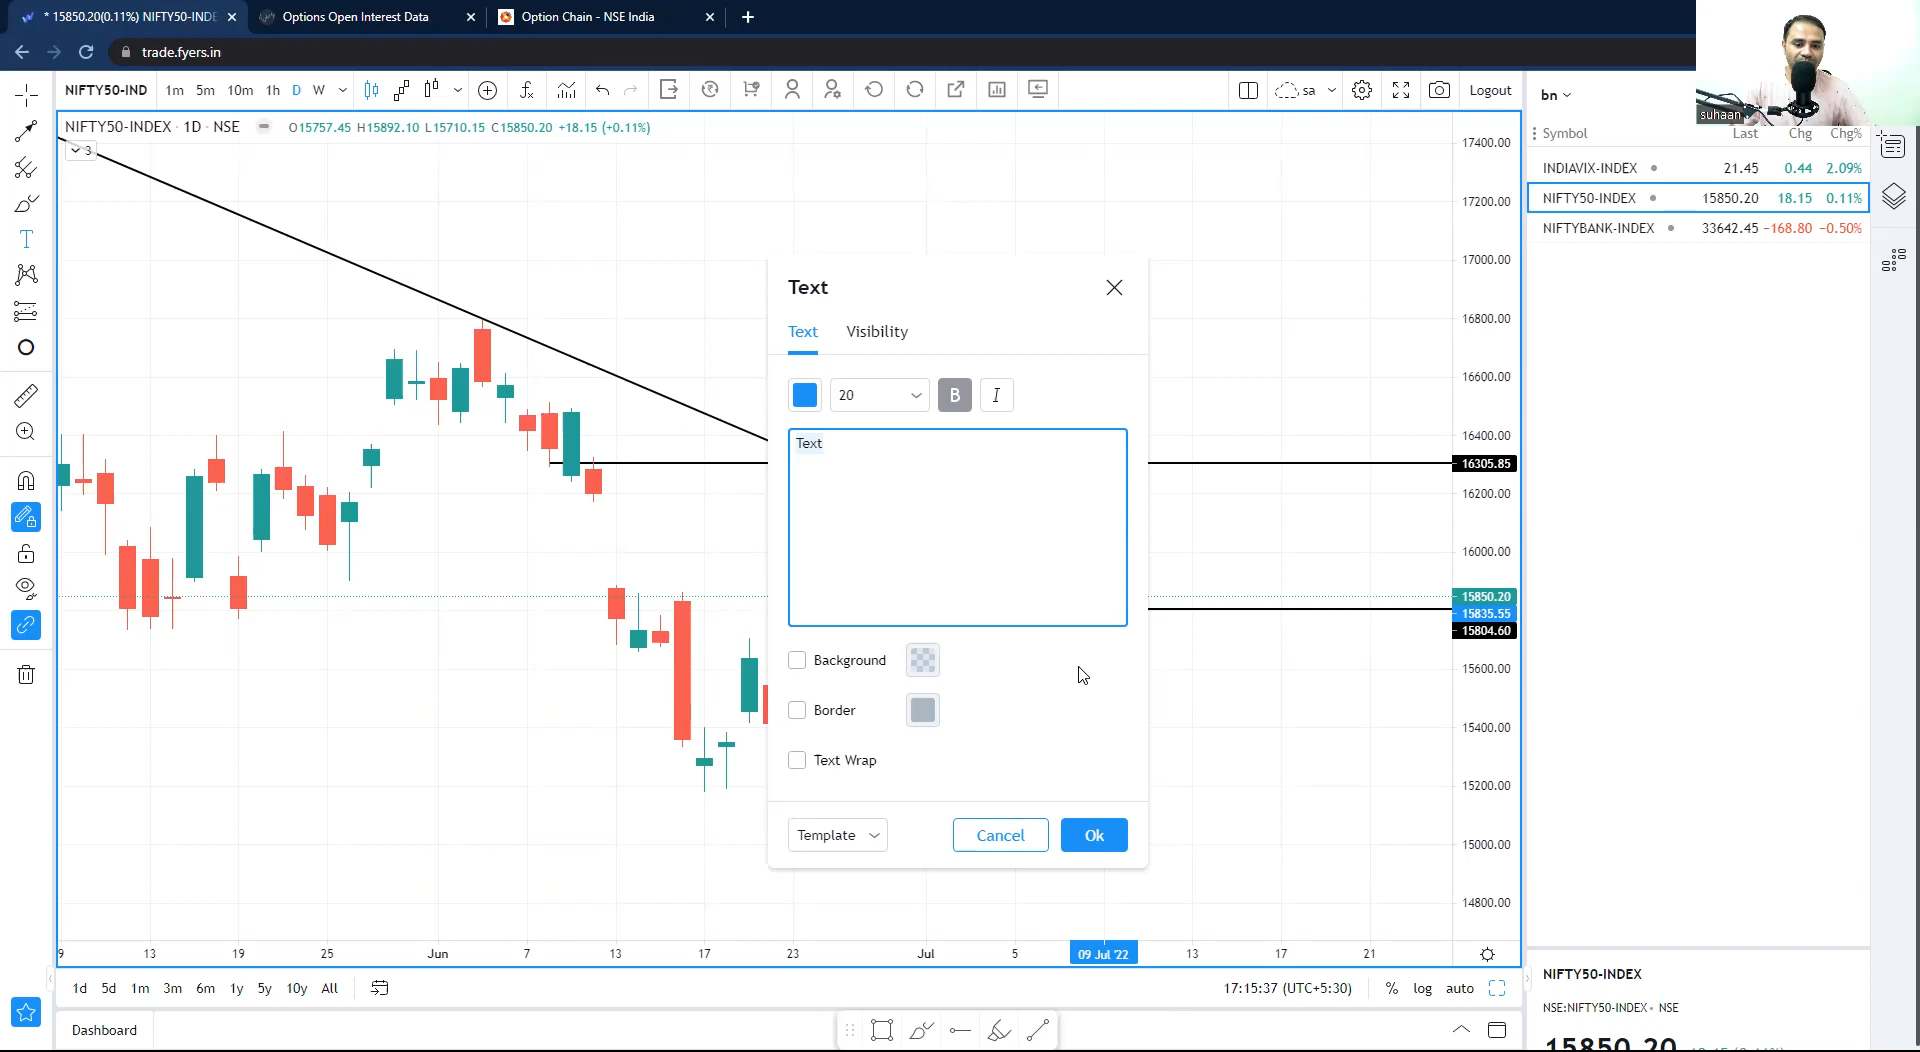 * 15850.20(0.11%) NIFTY50-INDE
Options Open Interest Data
Option Chain - NSE India
trade.fyers.in
suhaan
NIFTY50-IND
1m 5m 10m 1h D W
sa
Logout
bn
NIFTY50-INDEX · 1D · NSE
O15757.45 H15892.10 L15710.15 C15850.20 +18.15 (+0.11%)
3
Symbol Last Chg Chg%
INDIAVIX-INDEX 21.45 0.44 2.09%
NIFTY50-INDEX 15850.20 18.15 0.11%
NIFTYBANK-INDEX 33642.45 −168.80 −0.50%
17400.00
17200.00
17000.00
16800.00
16600.00
16400.00
16305.85
16200.00
16000.00
15850.20
15835.55
15804.60
15600.00
15400.00
15200.00
15000.00
14800.00
Text
Text Visibility
20 B I
Text
Background
Border
Text Wrap
Template Cancel Ok
9 13 19 25 Jun 7 13 17 23 Jul 5 09 Jul '22 13 17 21
1d 5d 1m 3m 6m 1y 5y 10y All
17:15:37 (UTC+5:30) % log auto
Dashboard
NIFTY50-INDEX
NSE:NIFTY50-INDEX • NSE
15850.20